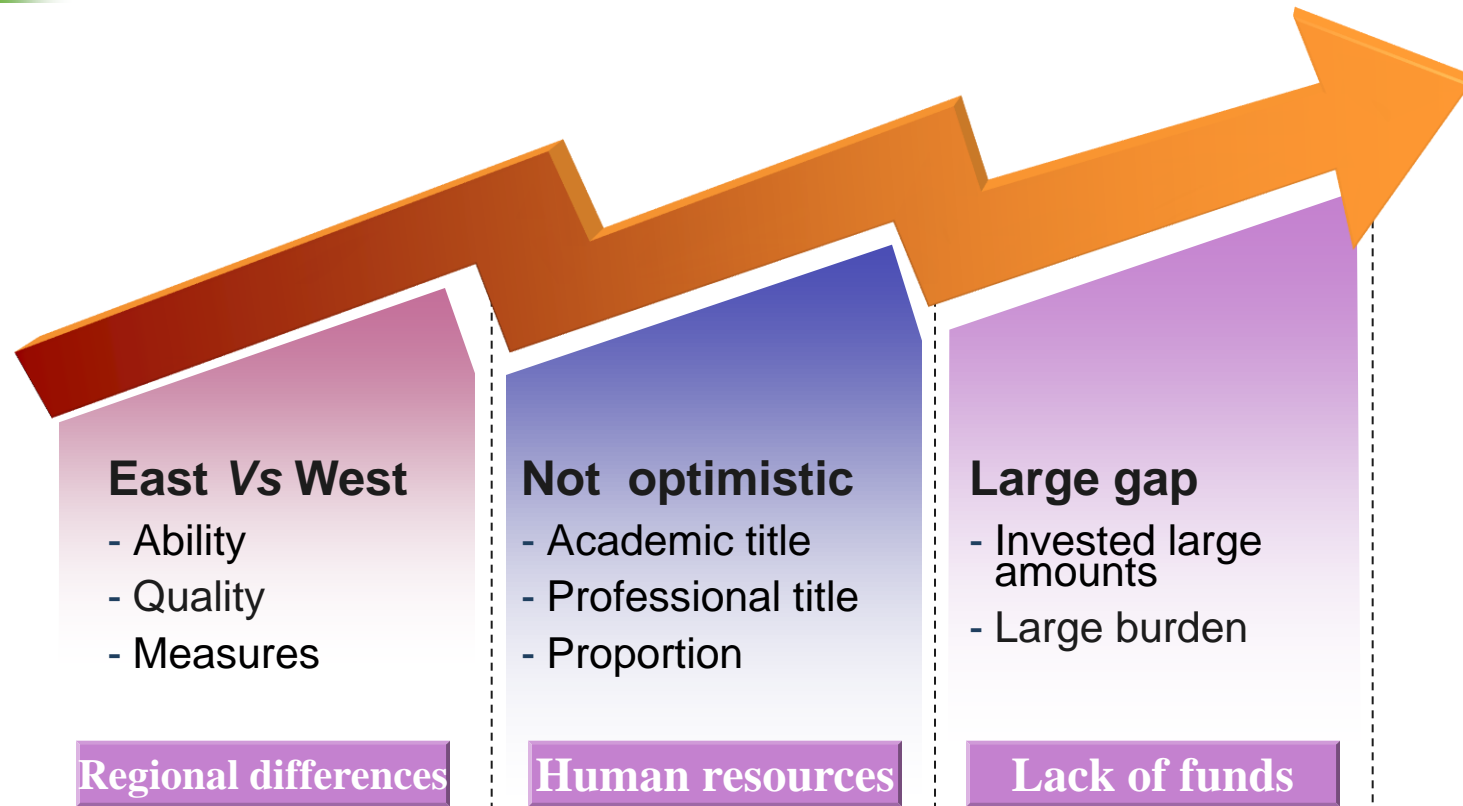 East Vs West
- Ability
- Quality
- Measures
Regional differences
Not optimistic
- Academic title
- Professional title
- Proportion
Human resources
Large gap
- Invested large
amounts
- Large burden
Lack of funds